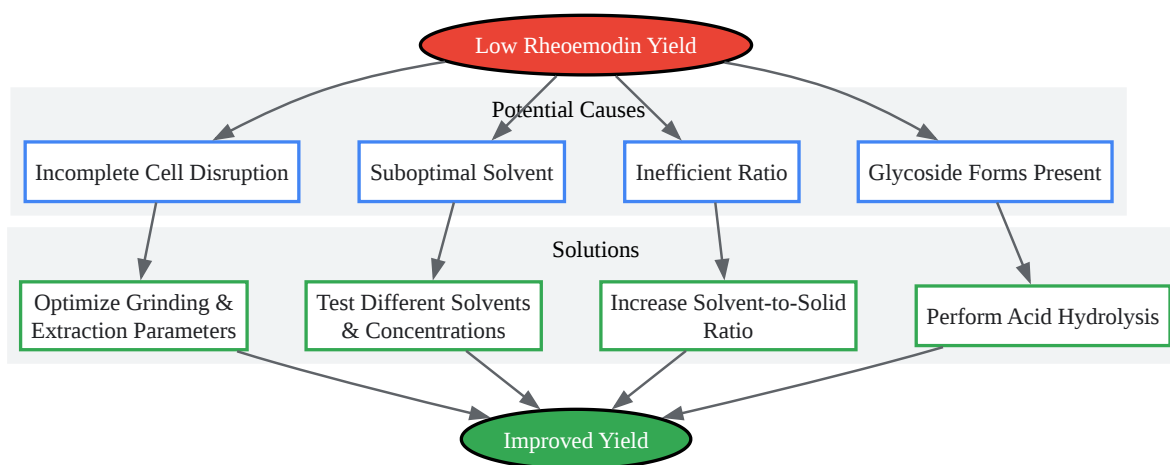 Low Rheoemodin Yield
Potential Causes
Incomplete Cell Disruption
Suboptimal Solvent
Inefficient Ratio
Glycoside Forms Present
Solutions
Optimize Grinding &
Extraction Parameters
Test Different Solvents
& Concentrations
Increase Solvent-to-Solid
Ratio
Perform Acid Hydrolysis
Improved Yield